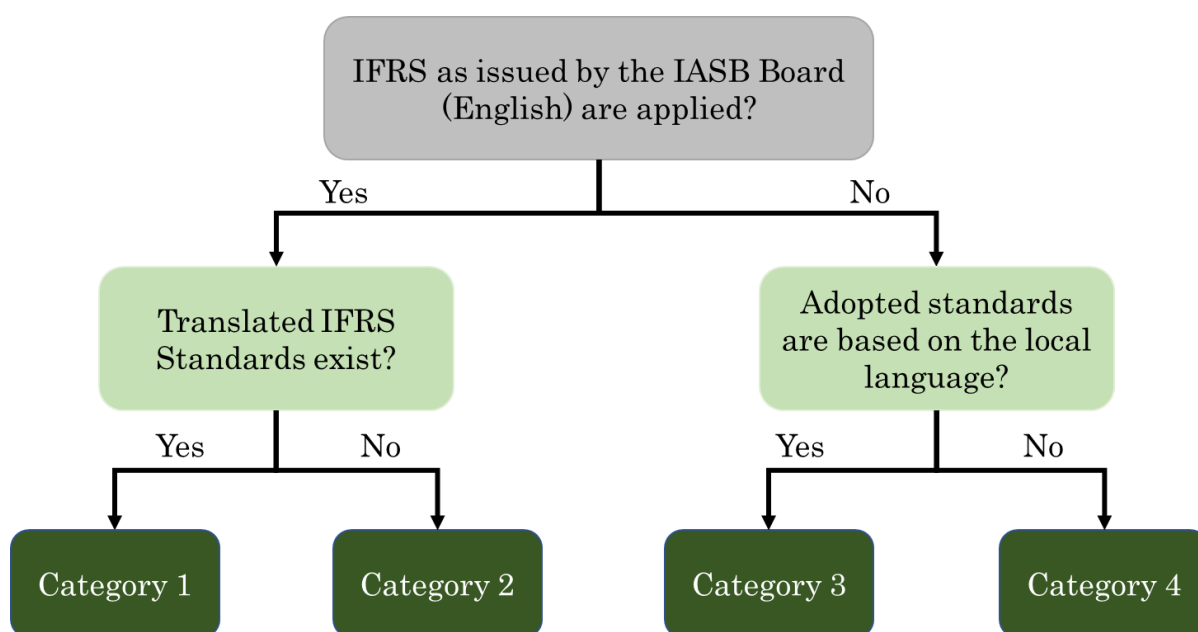 IFRS as issued by the IASB Board
(English) are applied?
Yes
No
Translated IFRS
Standards exist?
Adopted standards
are based on the local
language?
Yes
No
Yes
No
Category 1
Category 2
Category 3
Category 4